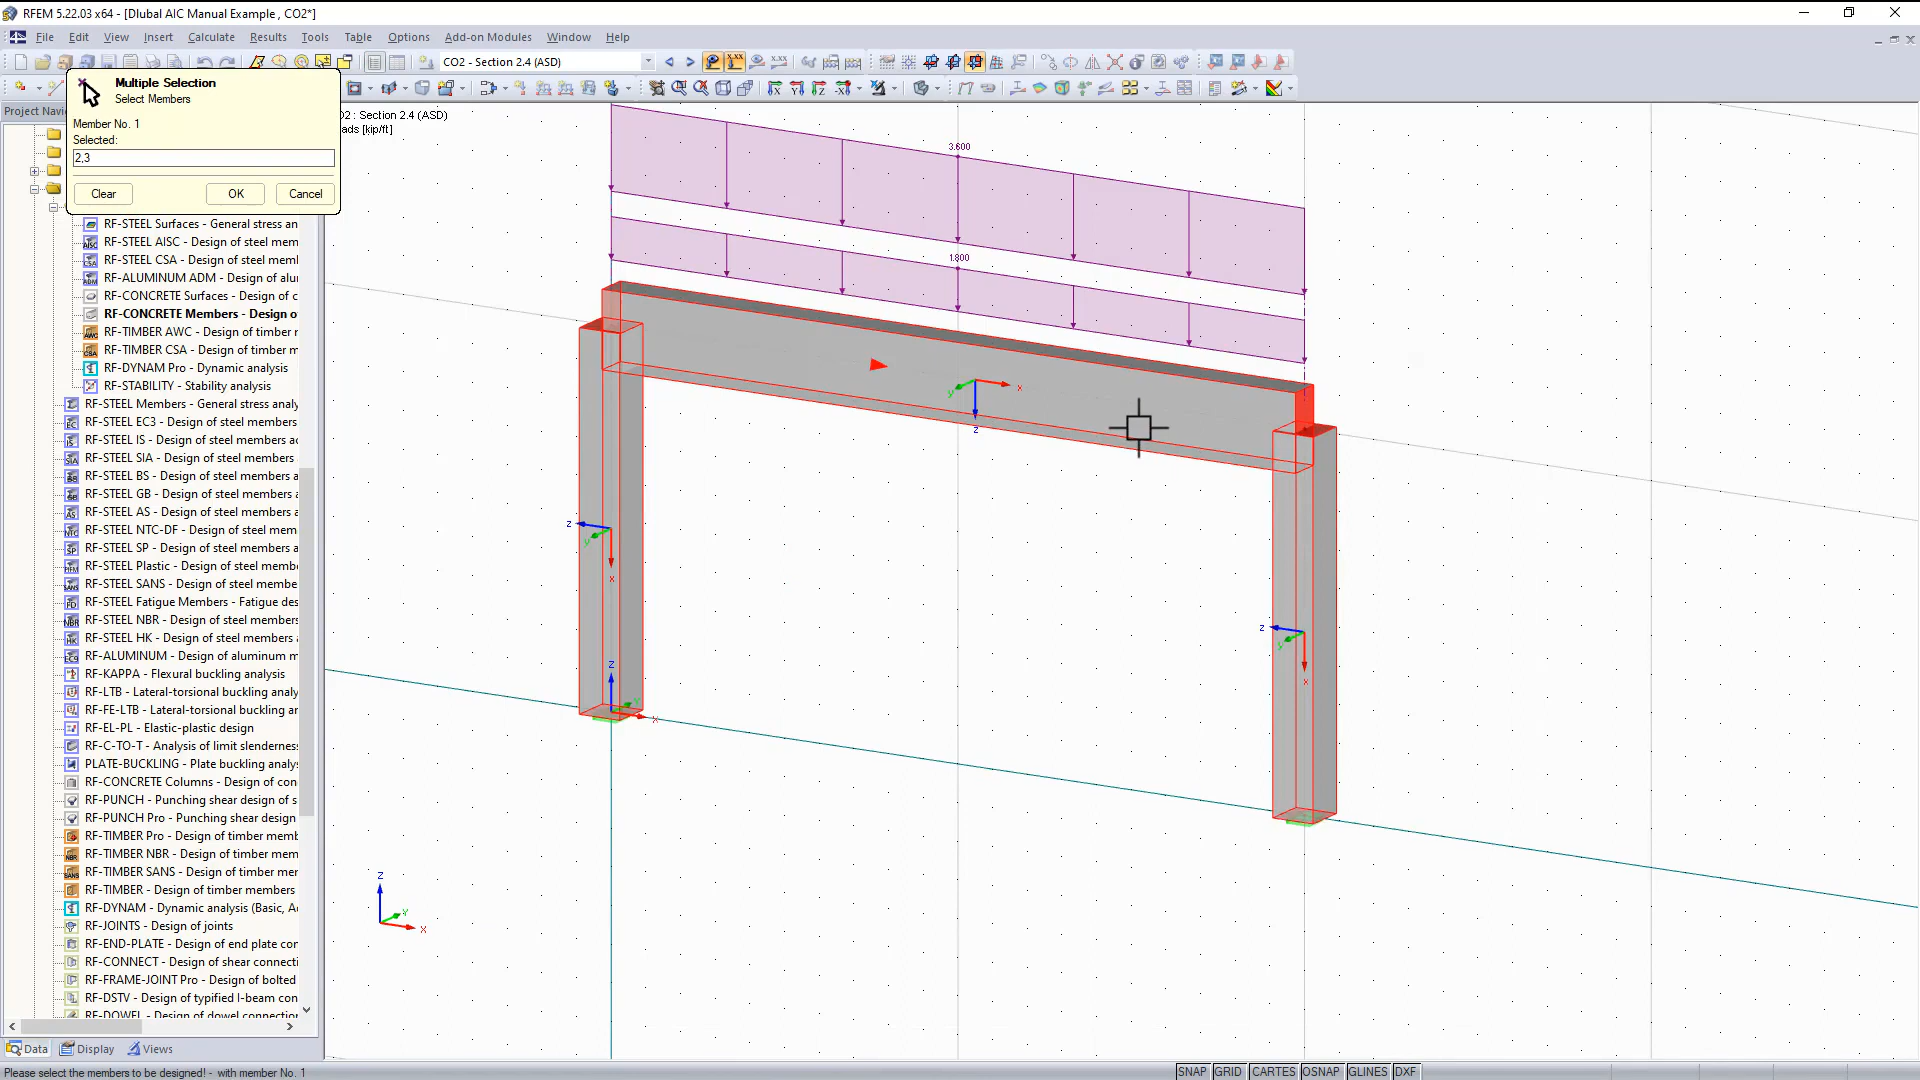 RFEM 5.22.03 x64 - [Dlubal AIC Manual Example , CO2*]
File Edit View Insert Calculate Results Tools Table Options Add-on Modules Window Help
CO2 - Section 2.4 (ASD)
Multiple Selection
Select Members
Project Navi
Member No. 1
Selected:
2,3
Clear OK Cancel
O2 : Section 2.4 (ASD)
ads [kip/ft]
3.600
1.800
RF-STEEL Surfaces - General stress an
RF-STEEL AISC - Design of steel mem
RF-STEEL CSA - Design of steel meml
RF-ALUMINUM ADM - Design of alu
RF-CONCRETE Surfaces - Design of c
RF-CONCRETE Members - Design o
RF-TIMBER AWC - Design of timber r
RF-TIMBER CSA - Design of timber m
RF-DYNAM Pro - Dynamic analysis
RF-STABILITY - Stability analysis
RF-STEEL Members - General stress analy
RF-STEEL EC3 - Design of steel members a
RF-STEEL IS - Design of steel members ac
RF-STEEL SIA - Design of steel members
RF-STEEL BS - Design of steel members a
RF-STEEL GB - Design of steel members a
RF-STEEL AS - Design of steel members a
RF-STEEL NTC-DF - Design of steel mem
RF-STEEL SP - Design of steel members a
RF-STEEL Plastic - Design of steel membe
RF-STEEL SANS - Design of steel membe
RF-STEEL Fatigue Members - Fatigue des
RF-STEEL NBR - Design of steel members
RF-STEEL HK - Design of steel members a
RF-ALUMINUM - Design of aluminum m
RF-KAPPA - Flexural buckling analysis
RF-LTB - Lateral-torsional buckling analy
RF-FE-LTB - Lateral-torsional buckling ar
RF-EL-PL - Elastic-plastic design
RF-C-TO-T - Analysis of limit slenderness
PLATE-BUCKLING - Plate buckling analys
RF-CONCRETE Columns - Design of con
RF-PUNCH - Punching shear design of s
RF-PUNCH Pro - Punching shear design
RF-TIMBER Pro - Design of timber memb
RF-TIMBER NBR - Design of timber mem
RF-TIMBER SANS - Design of timber mer
RF-TIMBER - Design of timber members
RF-DYNAM - Dynamic analysis (Basic, Ac
RF-JOINTS - Design of joints
RF-END-PLATE - Design of end plate con
RF-CONNECT - Design of shear connecti
RF-FRAME-JOINT Pro - Design of bolted
RF-DSTV - Design of typified I-beam con
RF-DOWEL - Design of dowel connection
y x z
z y x
z y x
Z Y X
Z Y X
Data Display Views
Please select the members to be designed! - with member No. 1
SNAP GRID CARTES OSNAP GLINES DXF